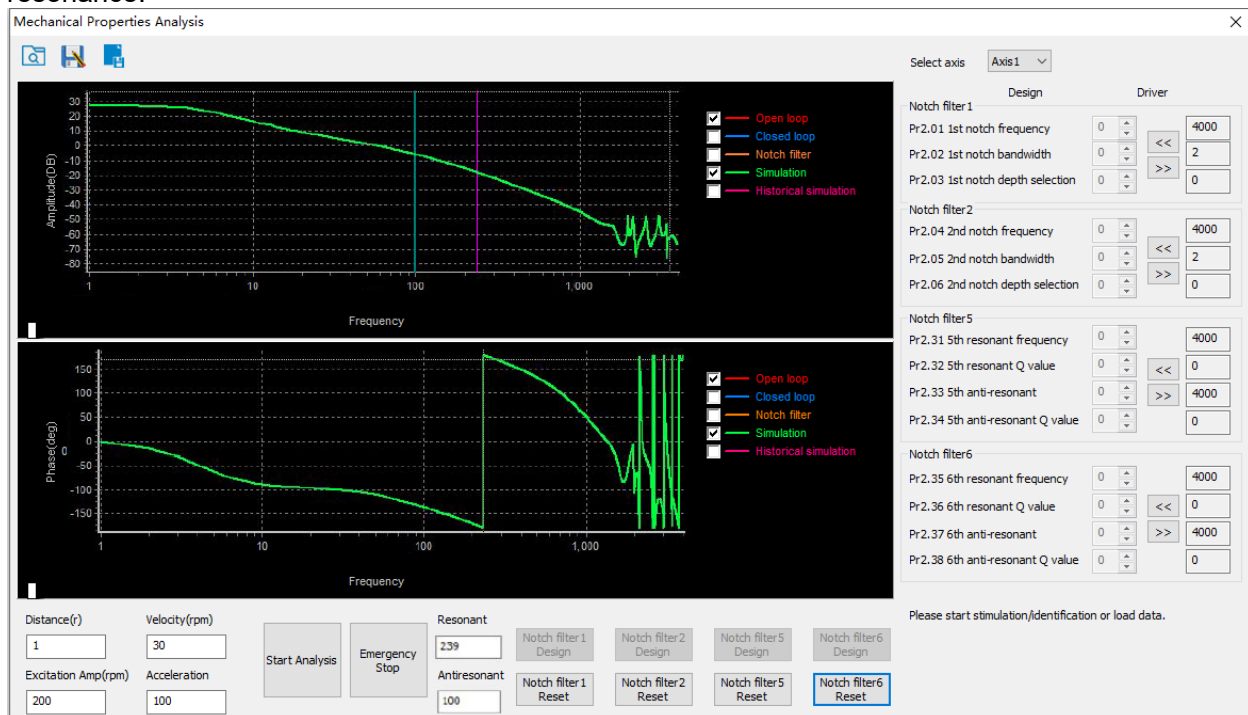 resonance.
Mechanical Properties Analysis
Select axis Axis1
Design Driver
Notch filter1
Pr2.01 1st notch frequency 0 4000
Pr2.02 1st notch bandwidth 0 << 2
Pr2.03 1st notch depth selection 0 >> 0
Notch filter2
Pr2.04 2nd notch frequency 0 4000
Pr2.05 2nd notch bandwidth 0 << 2
Pr2.06 2nd notch depth selection 0 >> 0
Notch filter5
Pr2.31 5th resonant frequency 0 4000
Pr2.32 5th resonant Q value 0 << 0
Pr2.33 5th anti-resonant 0 >> 4000
Pr2.34 5th anti-resonant Q value 0 0
Notch filter6
Pr2.35 6th resonant frequency 0 4000
Pr2.36 6th resonant Q value 0 << 0
Pr2.37 6th anti-resonant 0 >> 4000
Pr2.38 6th anti-resonant Q value 0 0
Please start stimulation/identification or load data.
Amplitude(DB)
30
20
10
0
-10
-20
-30
-40
-50
-60
-70
-80
1 10 100 1,000
Frequency
Open loop
Closed loop
Notch filter
Simulation
Historical simulation
Phase(deg)
0
150
100
50
0
-50
-100
-150
1 10 100 1,000
Frequency
Open loop
Closed loop
Notch filter
Simulation
Historical simulation
Distance(r) Velocity(rpm)
1 30
Excitation Amp(rpm) Acceleration
200 100
Start Analysis
Emergency
Stop
Resonant
239
Antiresonant
100
Notch filter1
Design
Notch filter2
Design
Notch filter5
Design
Notch filter6
Design
Notch filter1
Reset
Notch filter2
Reset
Notch filter5
Reset
Notch filter6
Reset